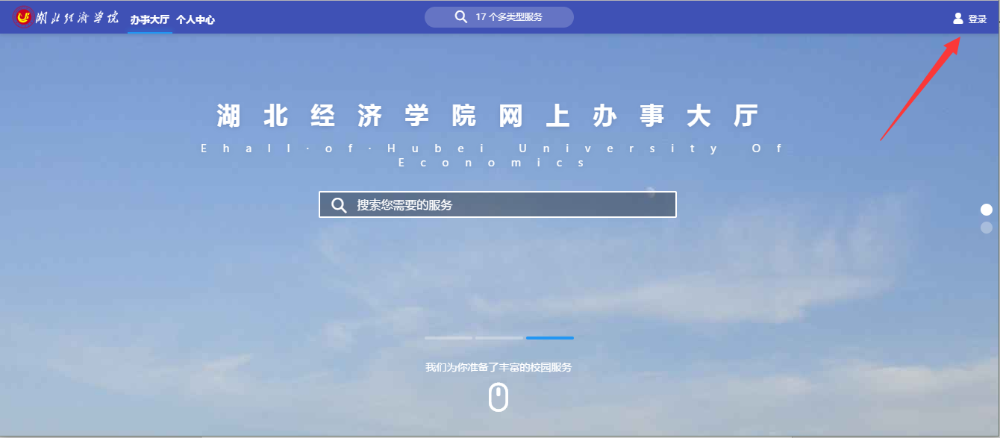 湖北经济学院 办事大厅 个人中心 17 个多类型服务 登录
湖北经济学院网上办事大厅
Ehall·of·Hubei University Of
Economics
搜索您需要的服务
我们为你准备了丰富的校园服务